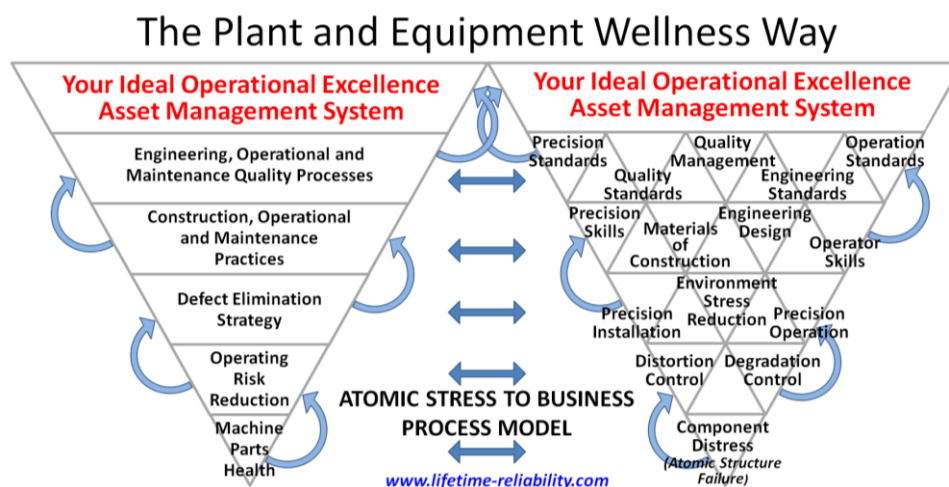 The Plant and Equipment Wellness Way
Your Ideal Operational Excellence
Asset Management System
Engineering, Operational and
Maintenance Quality Processes
Construction, Operational
and Maintenance
Practices
Defect Elimination
Strategy
Operating
Risk
Reduction
Machine
Parts
Health
Your Ideal Operational Excellence
Asset Management System
Precision
Standards
Quality
Standards
Quality
Management
Engineering
Standards
Operation
Standards
Precision
Skills
Materials
of
Construction
Engineering
Design
Operator
Skills
Precision
Installation
Environment
Stress
Reduction
Precision
Operation
Distortion
Control
Degradation
Control
Component
Distress
(Atomic Structure
Failure)
ATOMIC STRESS TO BUSINESS
PROCESS MODEL
www.lifetime-reliability.com